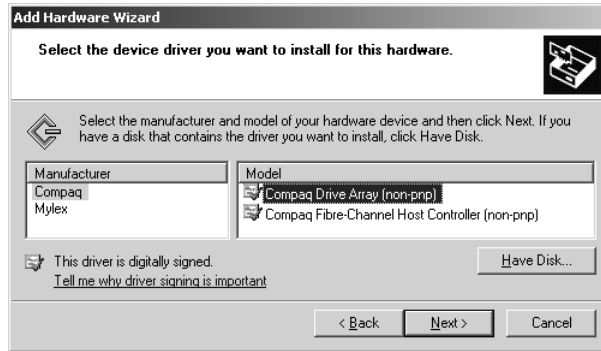 Add Hardware Wizard
Select the device driver you want to install for this hardware.
Select the manufacturer and model of your hardware device and then click Next. If you
have a disk that contains the driver you want to install, click Have Disk.
Manufacturer
Compaq
Mylex
Model
Compaq Drive Array (non-pnp)
Compaq Fibre-Channel Host Controller (non-pnp)
This driver is digitally signed.
Tell me why driver signing is important
Have Disk...
< Back
Next >
Cancel